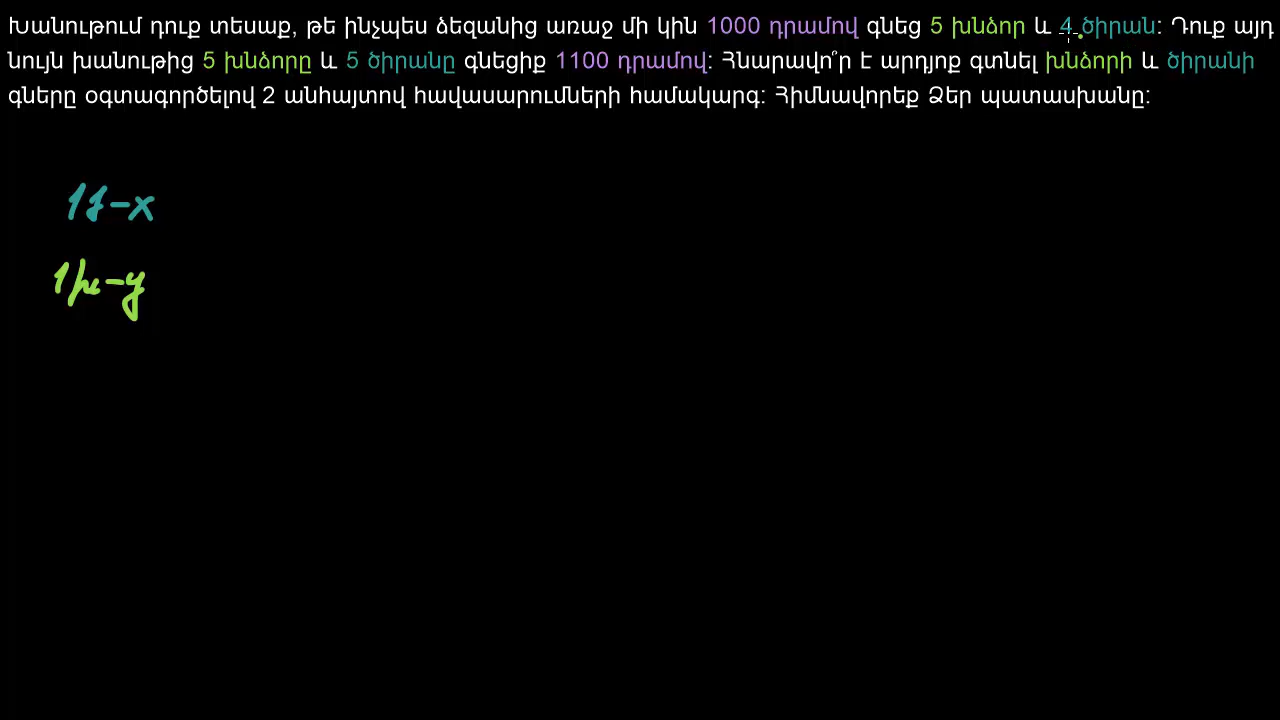 Խանութում դուք տեսաք, թե ինչպես ձեզանից առաջ մի կին 1000 դրամով գնեց 5 խնձոր և 4 ծիրան: Դուք այդ
նույն խանութից 5 խնձորը և 5 ծիրանը գնեցիք 1100 դրամով: Հնարավո՞ր է արդյոք գտնել խնձորի և ծիրանի
գները օգտագործելով 2 անհայտով հավասարումների համակարգ: Հիմնավորեք Ձեր պատասխանը:
1ծ-x
1խ-y